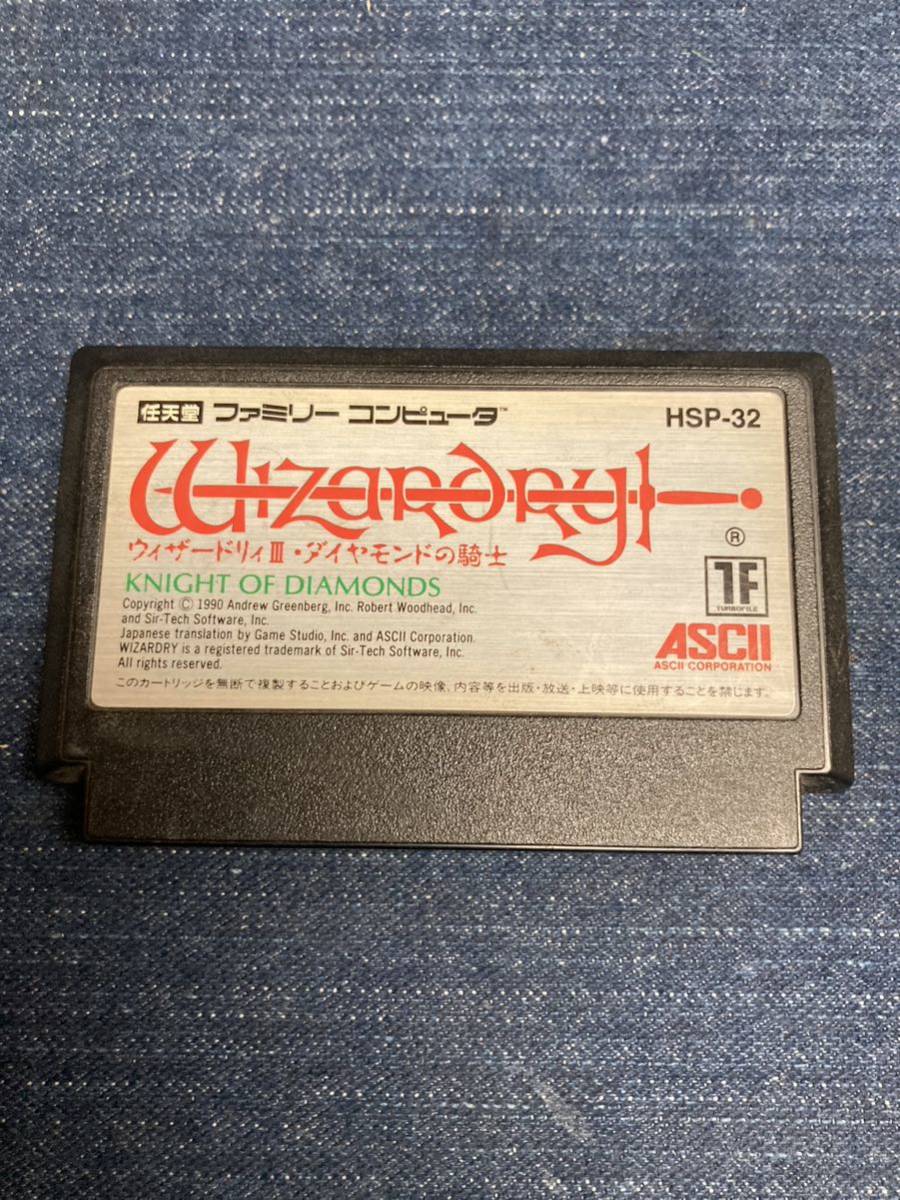 任天堂 ファミリー コンピュータ™ HSP-32
Wizardry
®
ウィザードリィIII・ダイヤモンドの騎士
KNIGHT OF DIAMONDS
Copyright © 1990 Andrew Greenberg, Inc. Robert Woodhead, Inc.
and Sir-Tech Software, Inc.
Japanese translation by Game Studio, Inc. and ASCII Corporation.
WIZARDRY is a registered trademark of Sir-Tech Software, Inc.
All rights reserved.
TF
TURBOFILE
ASCII
ASCII CORPORATION
このカートリッジを無断で複製することおよびゲームの映像、内容等を出版・放送・上映等に使用することを禁じます。